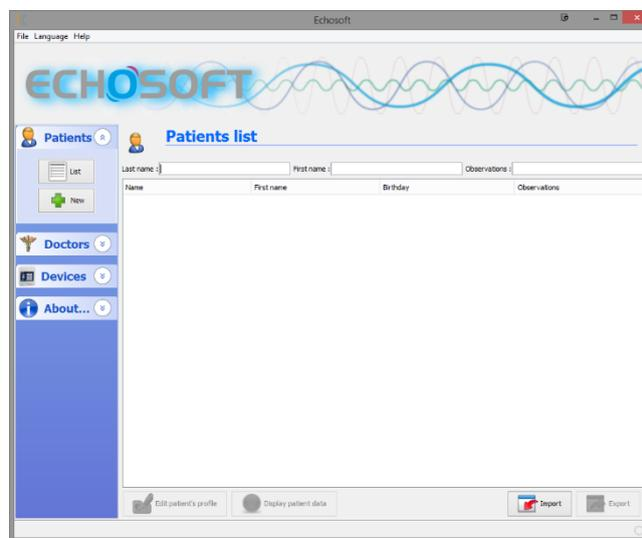 Echosoft
File Language Help
ECHOSOFT
Patients
Patients list
List
New
Last name :
First name :
Observations :
Name
First name
Birthday
Observations
Doctors
Devices
About...
Edit patient's profile
Display patient data
Import
Export